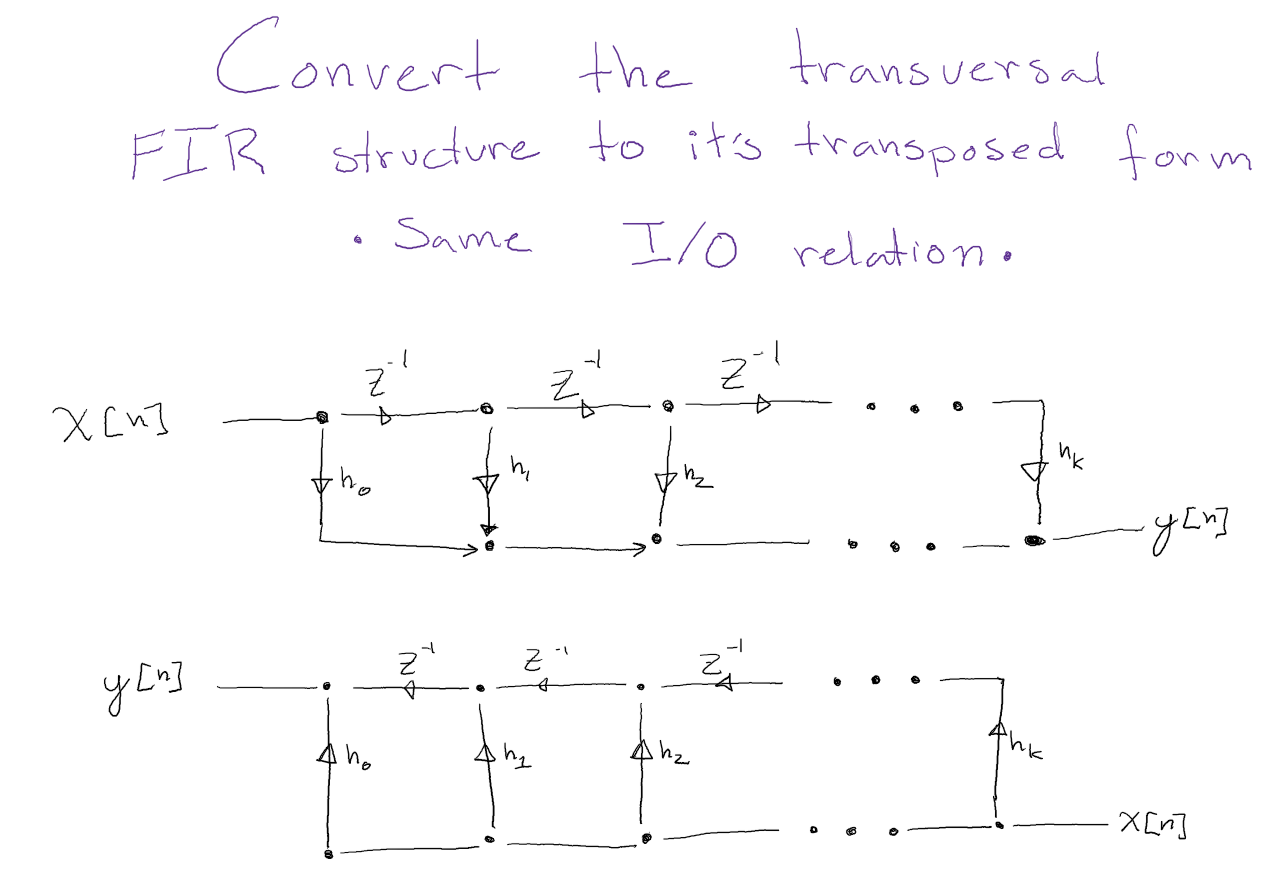 Convert the transversal
FIR structure to it's transposed form
• Same I/O relation.
Z⁻¹ Z⁻¹ Z⁻¹
X[n]
h₀ h₁ h₂ hₖ
y[n]
Z⁻¹ Z⁻¹ Z⁻¹
y[n]
h₀ h₁ h₂ hₖ
X[n]